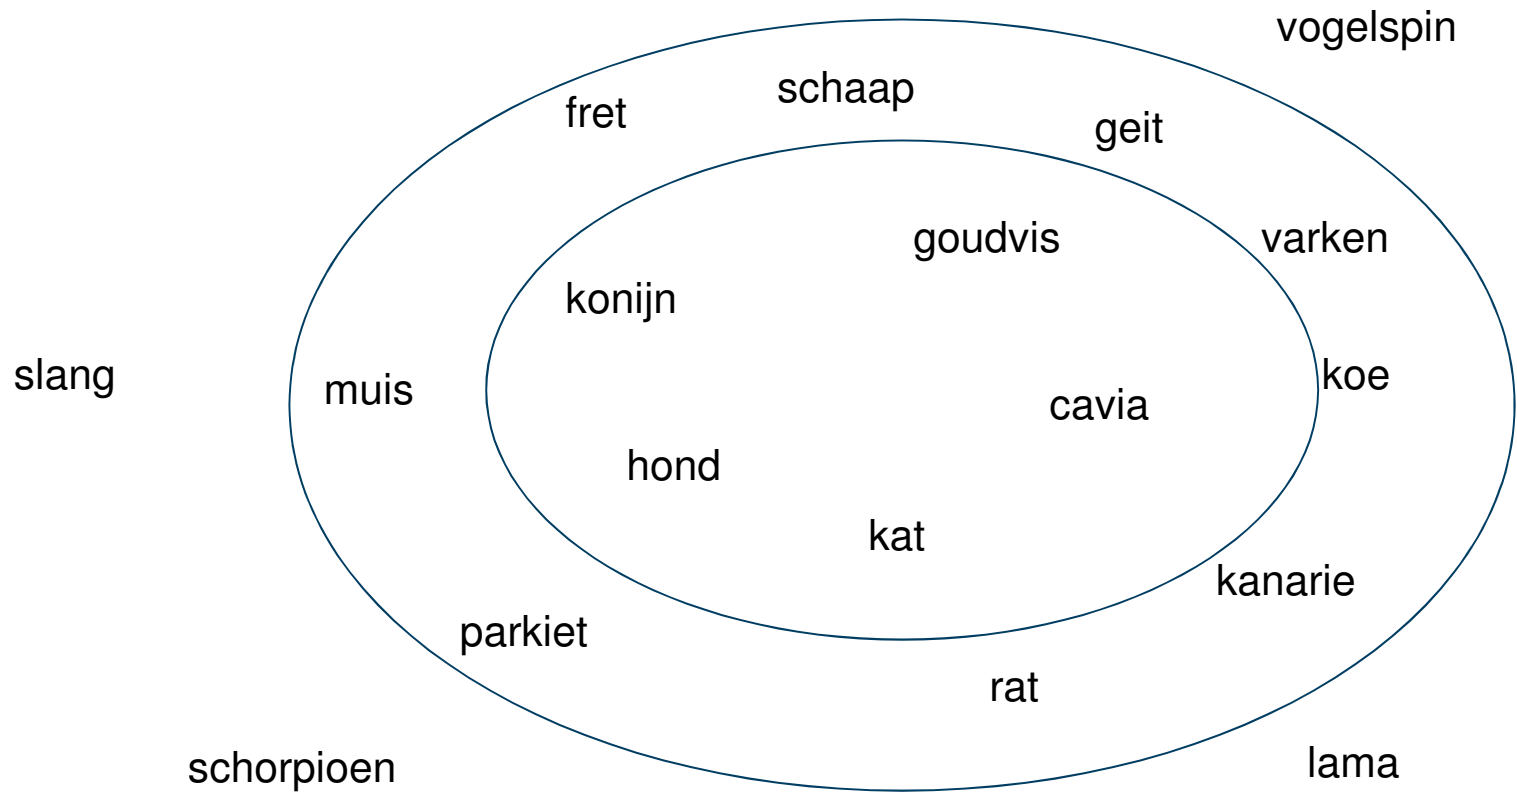 vogelspin
schaap
fret
geit
goudvis
varken
konijn
slang
muis
koe
cavia
hond
kat
kanarie
parkiet
rat
schorpioen
lama